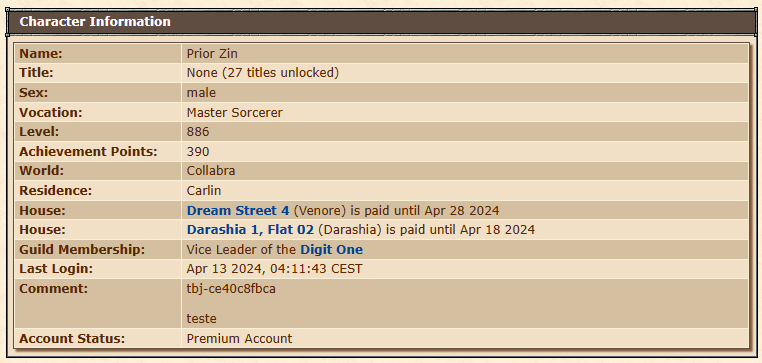 Character Information
Name: Prior Zin
Title: None (27 titles unlocked)
Sex: male
Vocation: Master Sorcerer
Level: 886
Achievement Points: 390
World: Collabra
Residence: Carlin
House: Dream Street 4 (Venore) is paid until Apr 28 2024
House: Darashia 1, Flat 02 (Darashia) is paid until Apr 18 2024
Guild Membership: Vice Leader of the Digit One
Last Login: Apr 13 2024, 04:11:43 CEST
Comment: tbj-ce40c8fbca
teste
Account Status: Premium Account